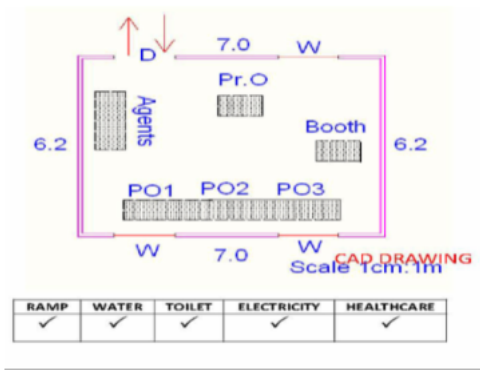 7.0 W
D
Pr.O
Agents
Booth
6.2
6.2
PO1 PO2 PO3
W 7.0 W
CAD DRAWING
Scale 1cm:1m
RAMP WATER TOILET ELECTRICITY HEALTHCARE
✓ ✓ ✓ ✓ ✓